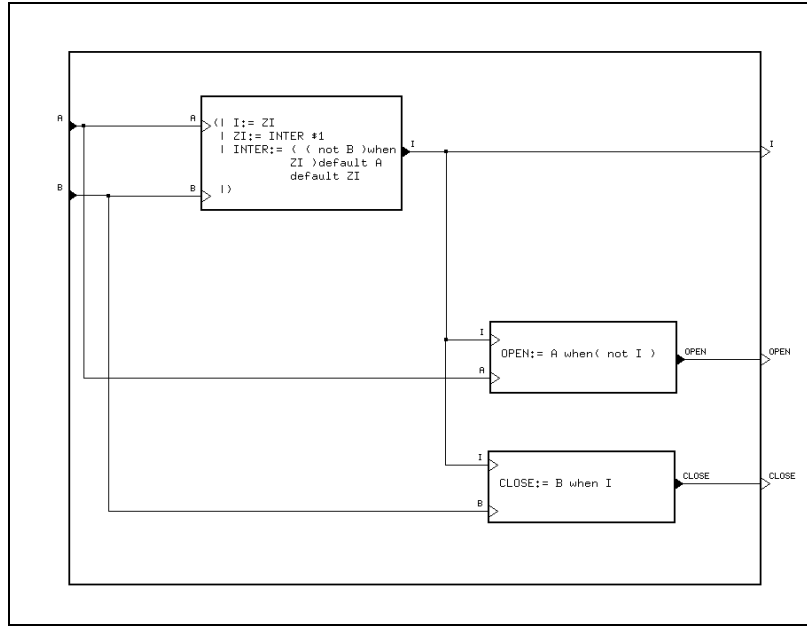 A
A
(| I:= ZI
| ZI:= INTER $1
| INTER:= ( ( not B )when
ZI )default A
default ZI
|)
I
I
B
B
I
OPEN:= A when( not I )
A
OPEN
OPEN
I
CLOSE:= B when I
B
CLOSE
CLOSE